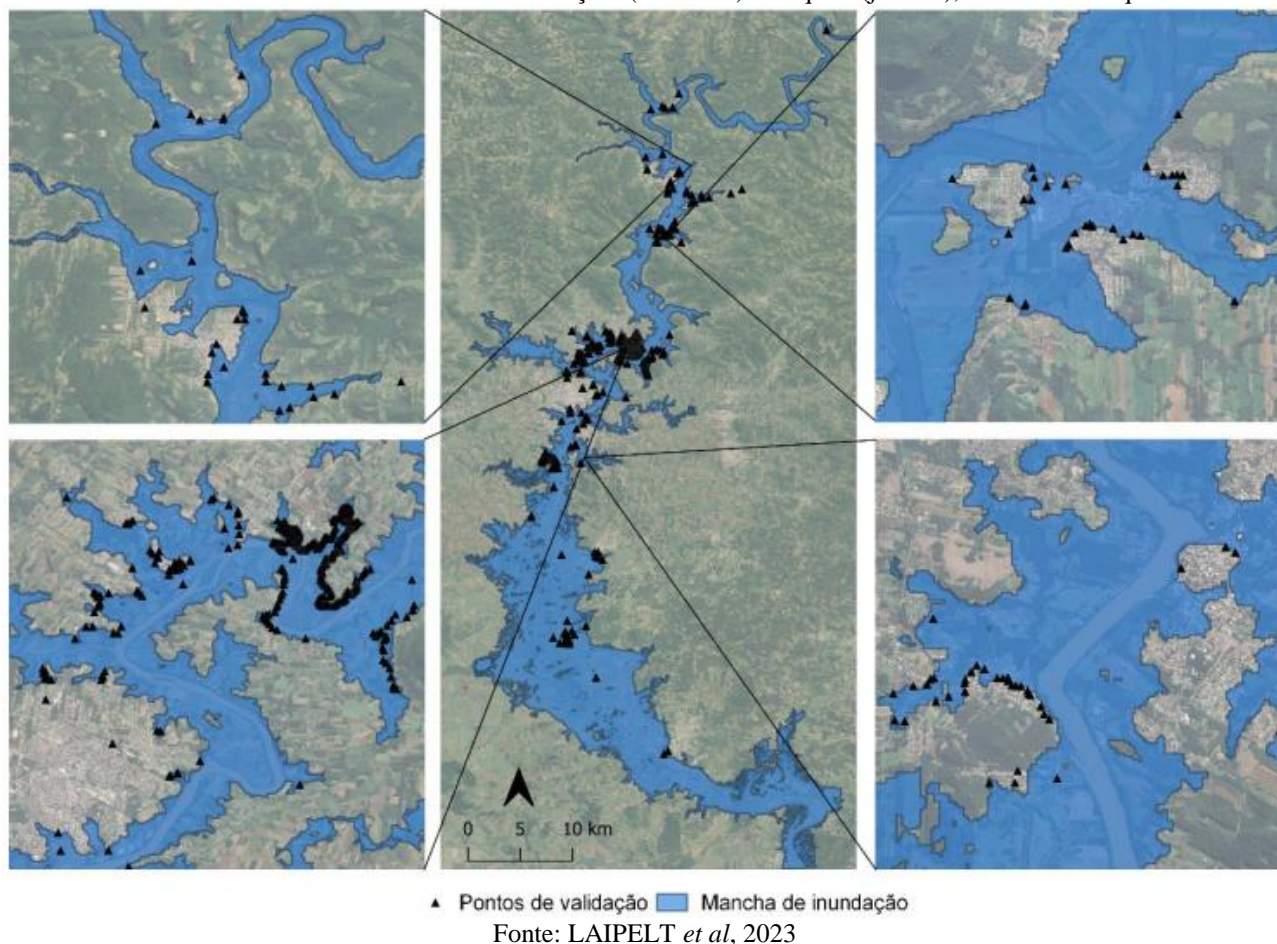 0 5 10 km
Pontos de validação Mancha de inundação
Fonte: LAIPELT et al, 2023